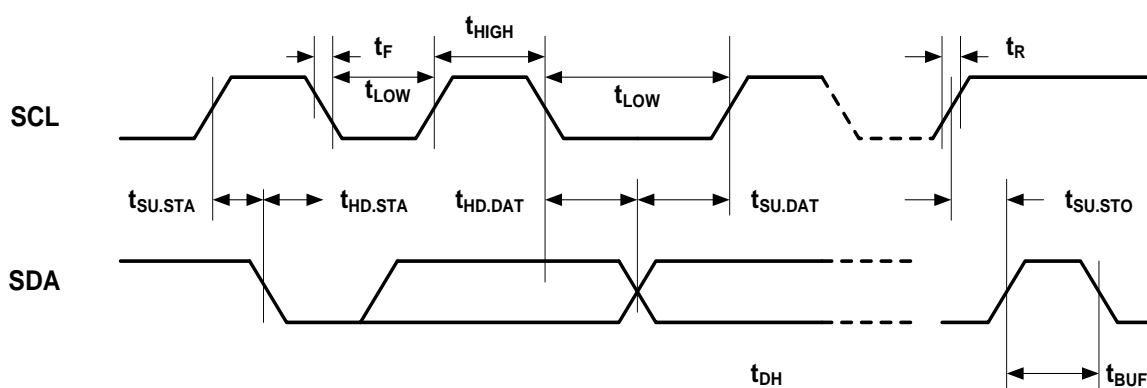 tF
tHIGH
tR
tLOW
tLOW
SCL
tSU.STA
tHD.STA
tHD.DAT
tSU.DAT
tSU.STO
SDA
tDH
tBUF